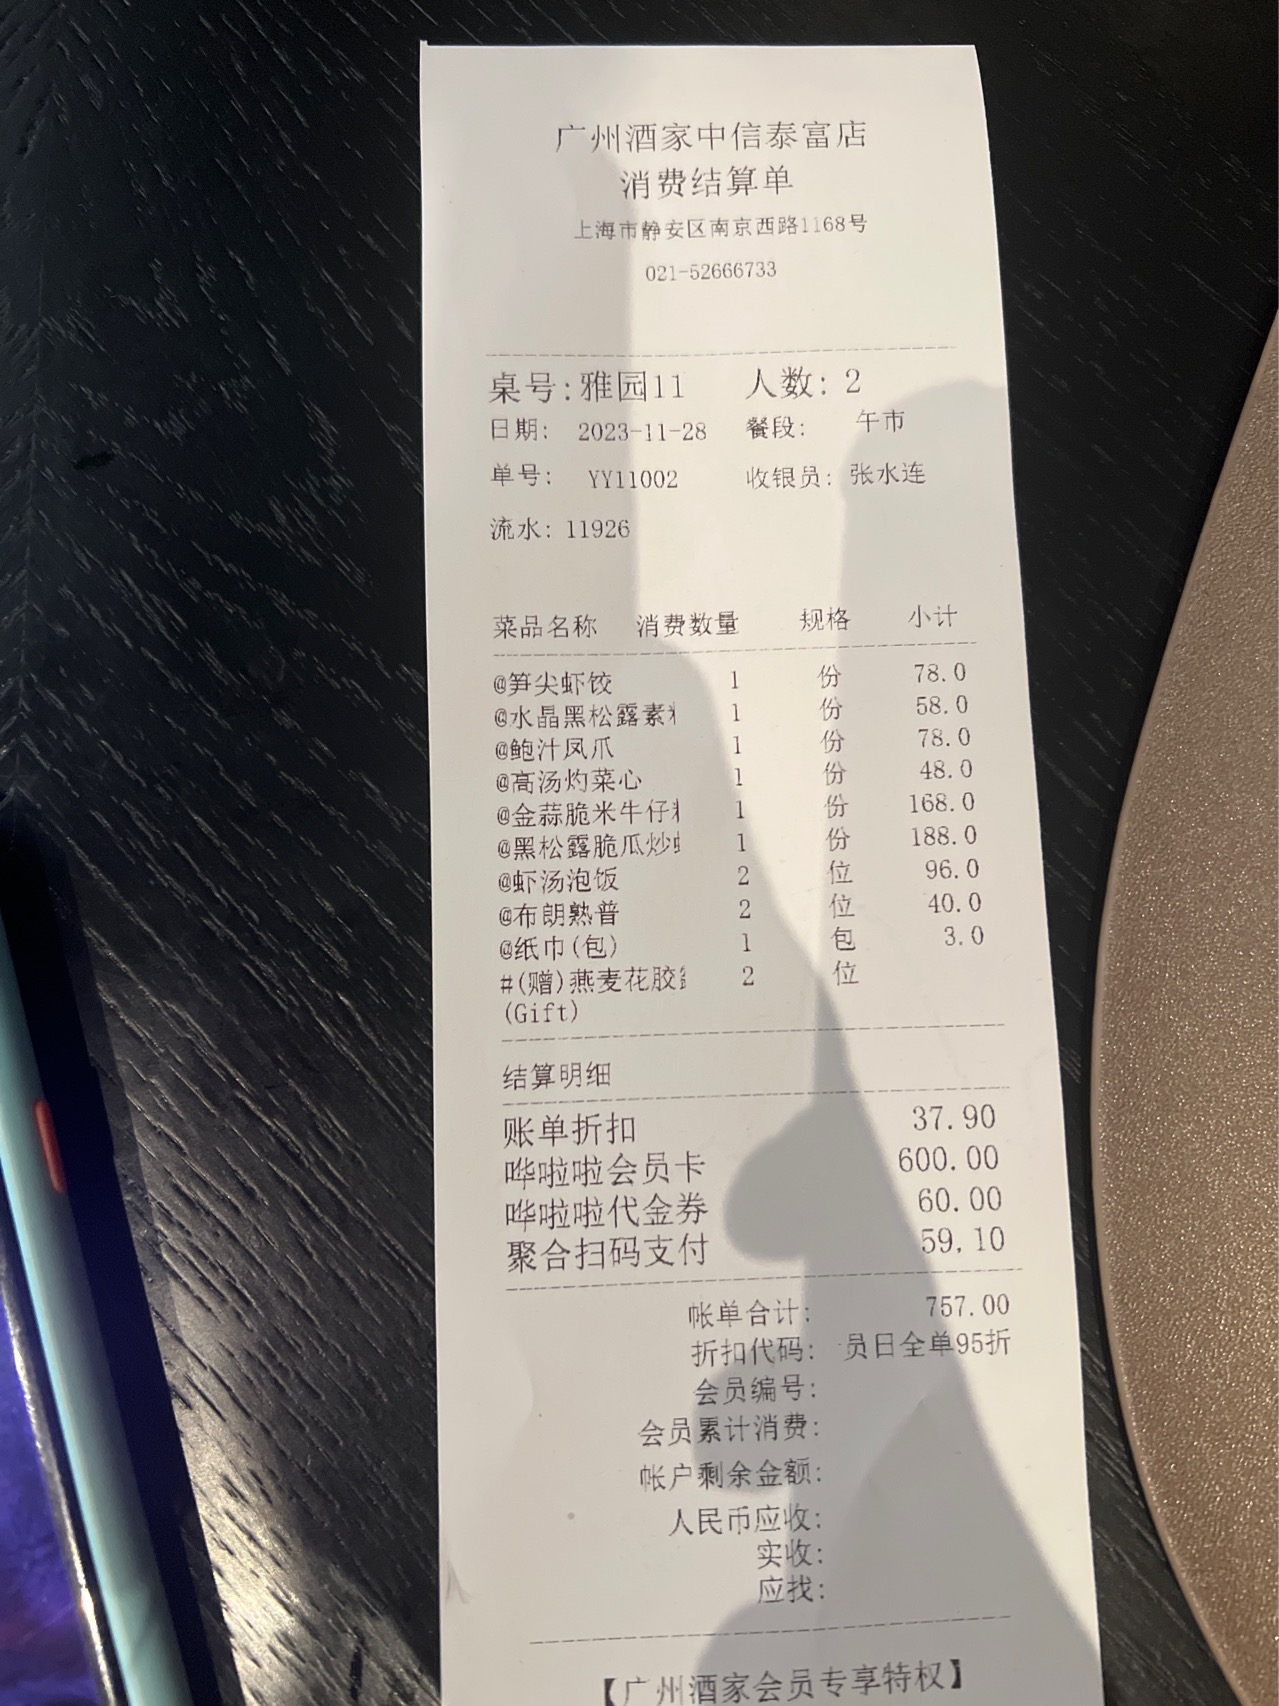 广州酒家中信泰富店
消费结算单
上海市静安区南京西路1168号
021-52666733
桌号:雅园11 人数: 2
日期: 2023-11-28 餐段: 午市
单号: YY11002 收银员: 张水连
流水: 11926
菜品名称 消费数量 规格 小计
@笋尖虾饺 1 份 78.0
@水晶黑松露素 1 份 58.0
@鲍汁凤爪 1 份 78.0
@高汤灼菜心 1 份 48.0
@金蒜脆米牛仔 1 份 168.0
@黑松露脆瓜炒 1 份 188.0
@虾汤泡饭 2 位 96.0
@布朗熟普 2 位 40.0
@纸巾(包) 1 包 3.0
#(赠)燕麦花胶 2 位
(Gift)
结算明细
账单折扣 37.90
哗啦啦会员卡 600.00
哗啦啦代金券 60.00
聚合扫码支付 59.10
帐单合计: 757.00
折扣代码: 员日全单95折
会员编号:
会员累计消费:
帐户剩余金额:
人民币应收:
实收:
应找:
【广州酒家会员专享特权】